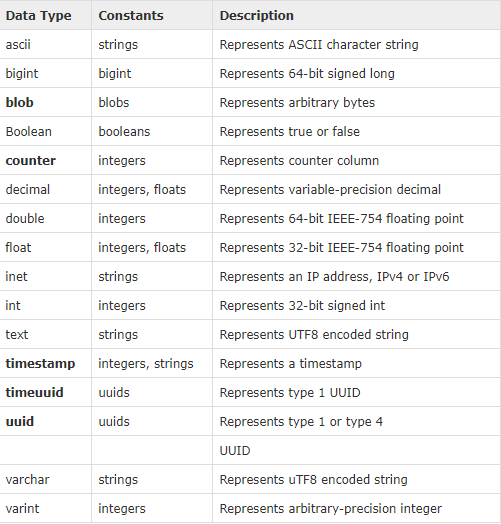 Data Type Constants Description
ascii strings Represents ASCII character string
bigint bigint Represents 64-bit signed long
blob blobs Represents arbitrary bytes
Boolean booleans Represents true or false
counter integers Represents counter column
decimal integers, floats Represents variable-precision decimal
double integers Represents 64-bit IEEE-754 floating point
float integers, floats Represents 32-bit IEEE-754 floating point
inet strings Represents an IP address, IPv4 or IPv6
int integers Represents 32-bit signed int
text strings Represents UTF8 encoded string
timestamp integers, strings Represents a timestamp
timeuuid uuids Represents type 1 UUID
uuid uuids Represents type 1 or type 4
UUID
varchar strings Represents uTF8 encoded string
varint integers Represents arbitrary-precision integer